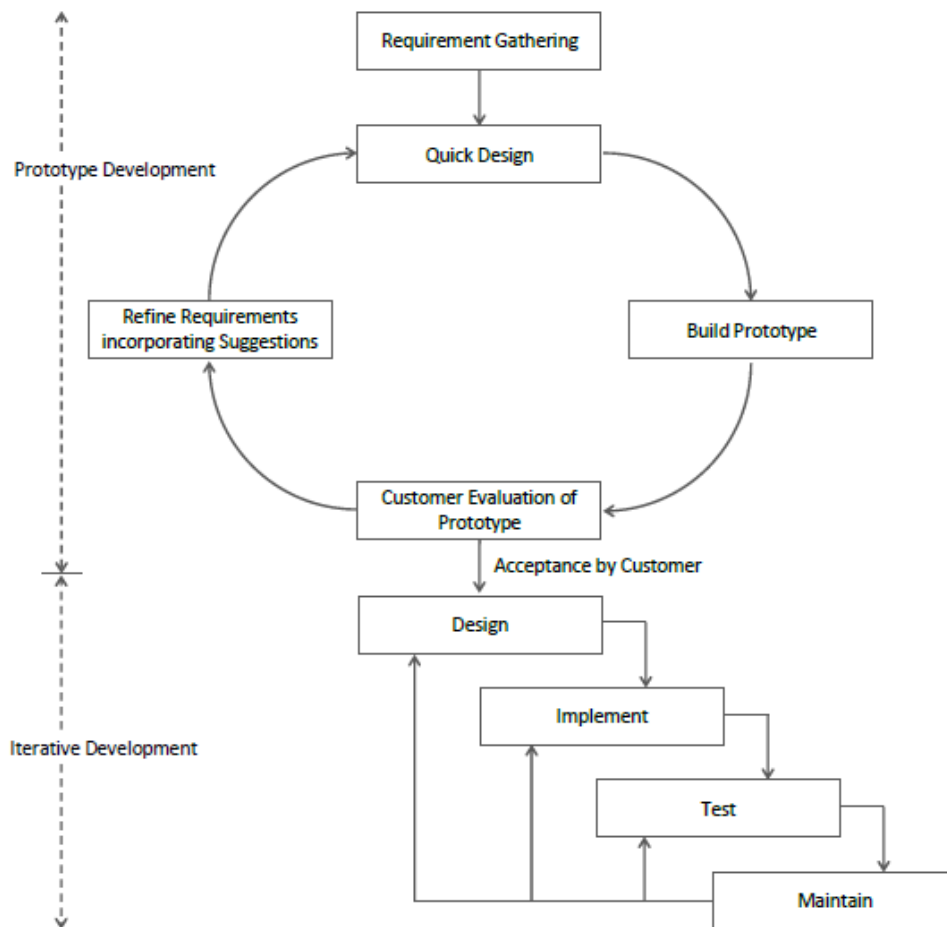 Requirement Gathering
Quick Design
Prototype Development
Refine Requirements
incorporating Suggestions
Build Prototype
Customer Evaluation of
Prototype
Acceptance by Customer
Design
Implement
Iterative Development
Test
Maintain